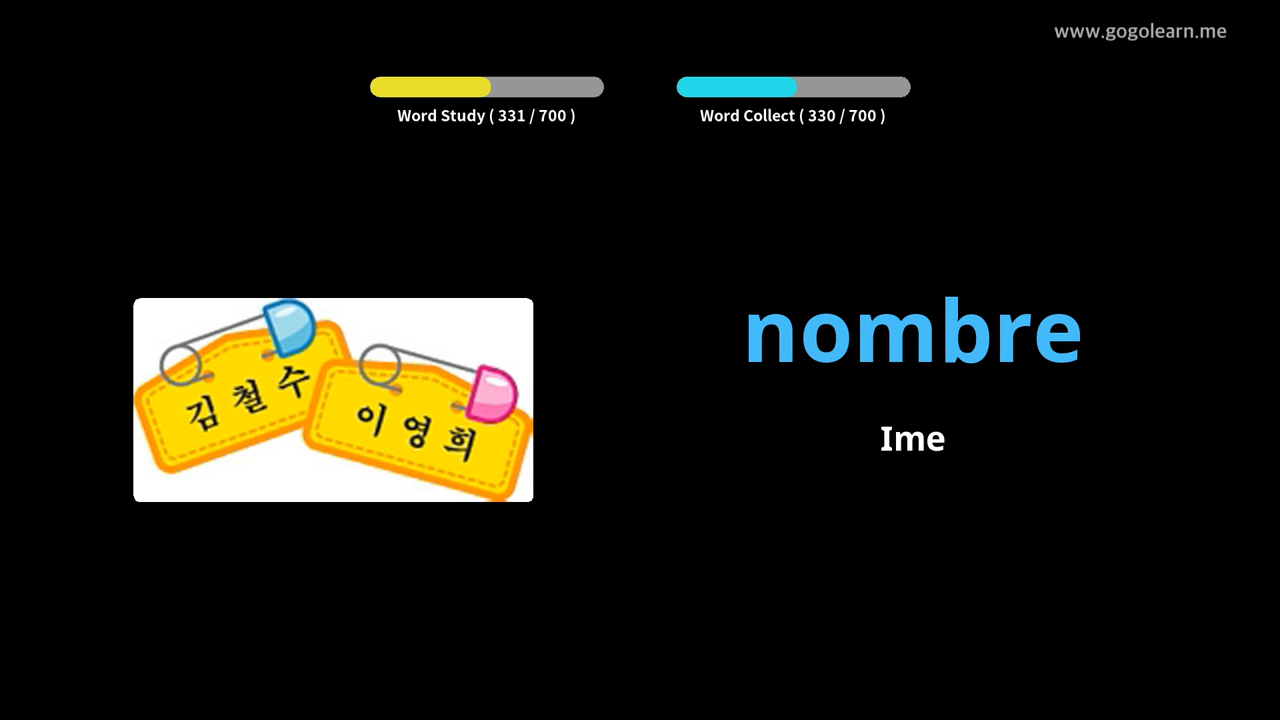 www.gogolearn.me
Word Study ( 331 / 700 )
Word Collect ( 330 / 700 )
김철수
이영희
nombre
Ime